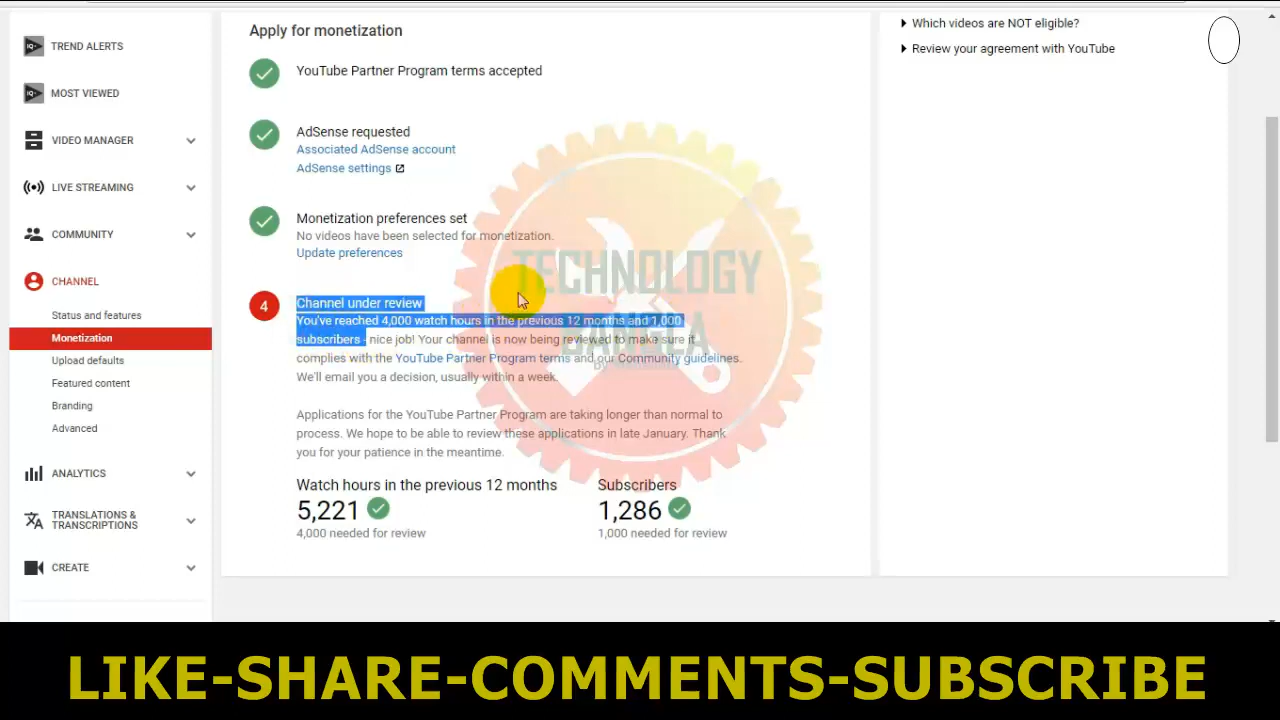 TREND ALERTS
MOST VIEWED
VIDEO MANAGER
LIVE STREAMING
COMMUNITY
CHANNEL
Status and features
Monetization
Upload defaults
Featured content
Branding
Advanced
ANALYTICS
TRANSLATIONS &
TRANSCRIPTIONS
CREATE
Apply for monetization
YouTube Partner Program terms accepted
AdSense requested
Associated AdSense account
AdSense settings
Monetization preferences set
No videos have been selected for monetization.
Update preferences
4
Channel under review
You've reached 4,000 watch hours in the previous 12 months and 1,000
subscribers - nice job! Your channel is now being reviewed to make sure it
complies with the YouTube Partner Program terms and our Community guidelines.
We'll email you a decision, usually within a week.
Applications for the YouTube Partner Program are taking longer than normal to
process. We hope to be able to review these applications in late January. Thank
you for your patience in the meantime.
Watch hours in the previous 12 months
5,221
4,000 needed for review
Subscribers
1,286
1,000 needed for review
Which videos are NOT eligible?
Review your agreement with YouTube
TECHNOLOGY
BANGLA
LIKE-SHARE-COMMENTS-SUBSCRIBE